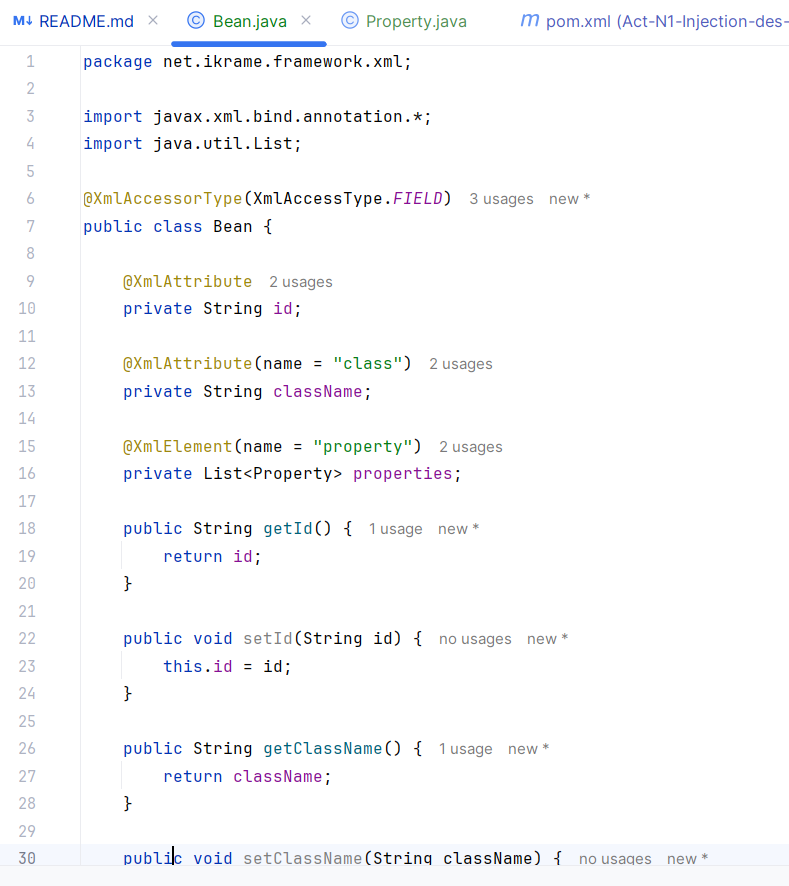 M↓ README.md × © Bean.java × © Property.java m pom.xml (Act-N1-Injection-des-
1 package net.ikrame.framework.xml;
2
3 import javax.xml.bind.annotation.*;
4 import java.util.List;
5
6 @XmlAccessorType(XmlAccessType.FIELD) 3 usages new *
7 public class Bean {
8
9 @XmlAttribute 2 usages
10 private String id;
11
12 @XmlAttribute(name = "class") 2 usages
13 private String className;
14
15 @XmlElement(name = "property") 2 usages
16 private List<Property> properties;
17
18 public String getId() { 1 usage new *
19 return id;
20 }
21
22 public void setId(String id) { no usages new *
23 this.id = id;
24 }
25
26 public String getClassName() { 1 usage new *
27 return className;
28 }
29
30 public void setClassName(String className) { no usages new *